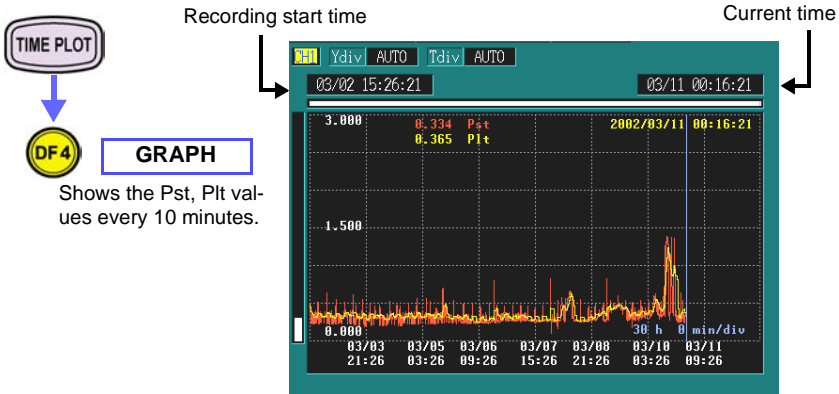 Recording start time
Current time
TIME PLOT
CH1 Ydiv AUTO Tdiv AUTO
03/02 15:26:21
03/11 00:16:21
3.000
0.334 Pst
2002/03/11 00:16:21
0.365 Plt
DF4
GRAPH
Shows the Pst, Plt val-
ues every 10 minutes.
1.500
0.000
30 h 0 min/div
03/03 03/05 03/06 03/07 03/08 03/10 03/11
21:26 03:26 09:26 15:26 21:26 03:26 09:26